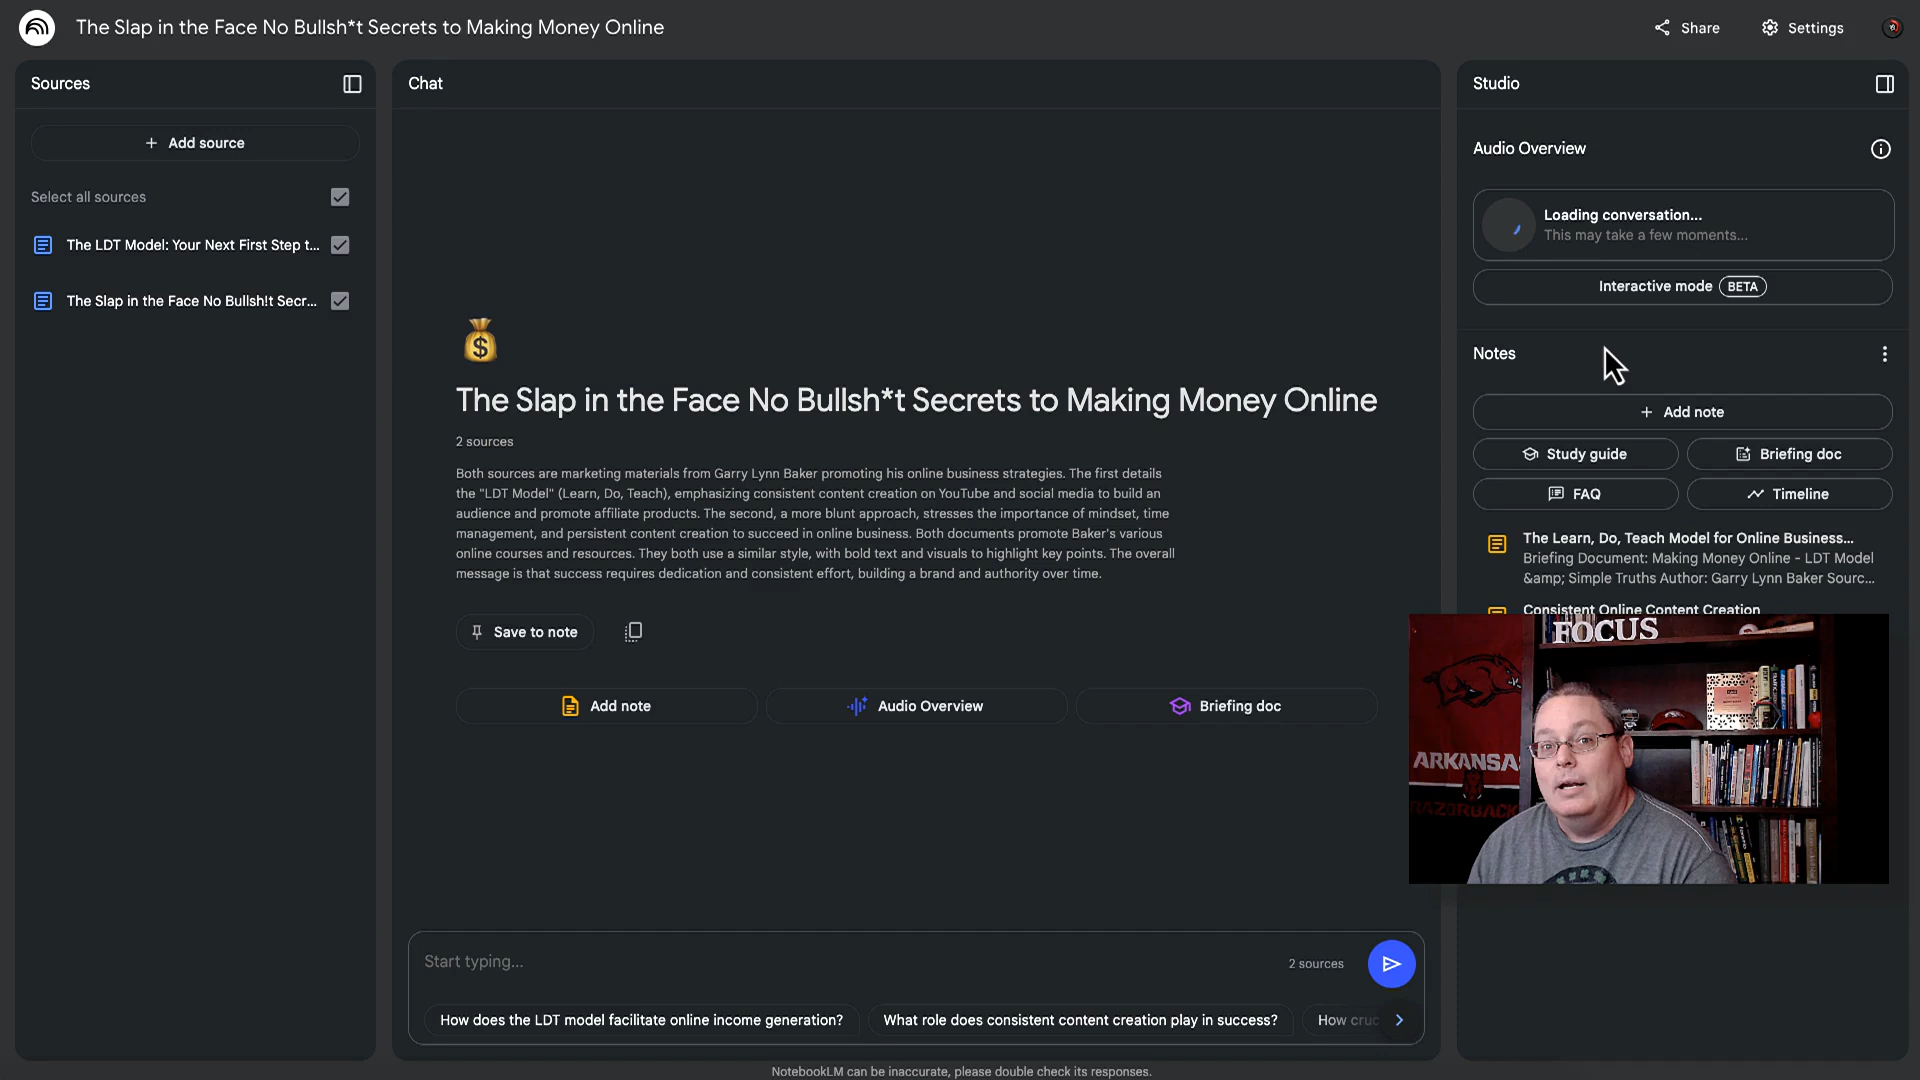 The Slap in the Face No Bullsh*t Secrets to Making Money Online
Share
Settings
Sources
Add source
Select all sources
The LDT Model: Your Next First Step t...
The Slap in the Face No Bullsh!t Secr...
Chat
The Slap in the Face No Bullsh*t Secrets to Making Money Online
2 sources
Both sources are marketing materials from Garry Lynn Baker promoting his online business strategies. The first details
the "LDT Model" (Learn, Do, Teach), emphasizing consistent content creation on YouTube and social media to build an
audience and promote affiliate products. The second, a more blunt approach, stresses the importance of mindset, time
management, and persistent content creation to succeed in online business. Both documents promote Baker's various
online courses and resources. They both use a similar style, with bold text and visuals to highlight key points. The overall
message is that success requires dedication and consistent effort, building a brand and authority over time.
Save to note
Add note
Audio Overview
Briefing doc
Start typing...
2 sources
How does the LDT model facilitate online income generation?
What role does consistent content creation play in success?
How cruc
NotebookLM can be inaccurate, please double check its responses.
Studio
Audio Overview
Loading conversation...
This may take a few moments...
Interactive mode BETA
Notes
Add note
Study guide
Briefing doc
FAQ
Timeline
The Learn, Do, Teach Model for Online Business...
Briefing Document: Making Money Online - LDT Model
&amp; Simple Truths Author: Garry Lynn Baker Sourc...
Consistent Online Content Creation
FOCUS
ARKANSA
RAZORBACK